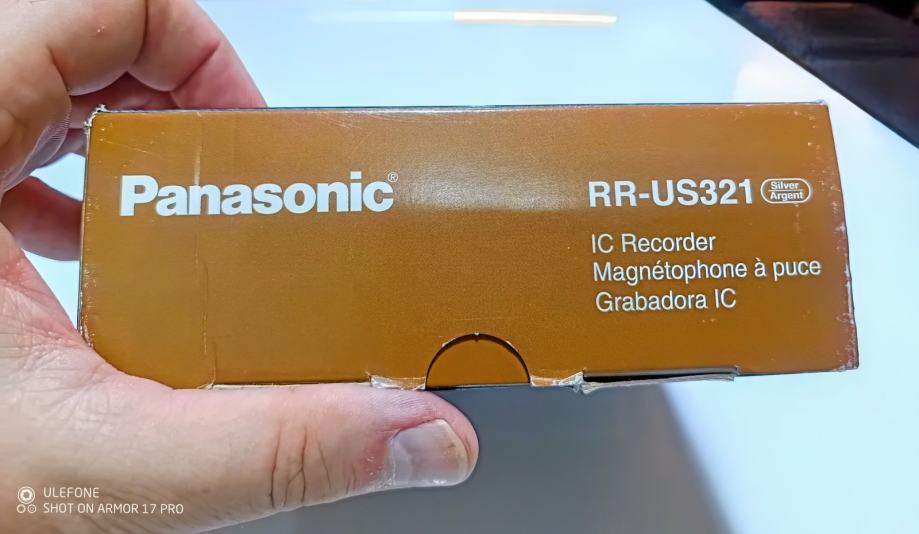 Panasonic®
RR-US321 Silver Argent
IC Recorder
Magnétophone à puce
Grabadora IC
ULEFONE
SHOT ON ARMOR 17 PRO